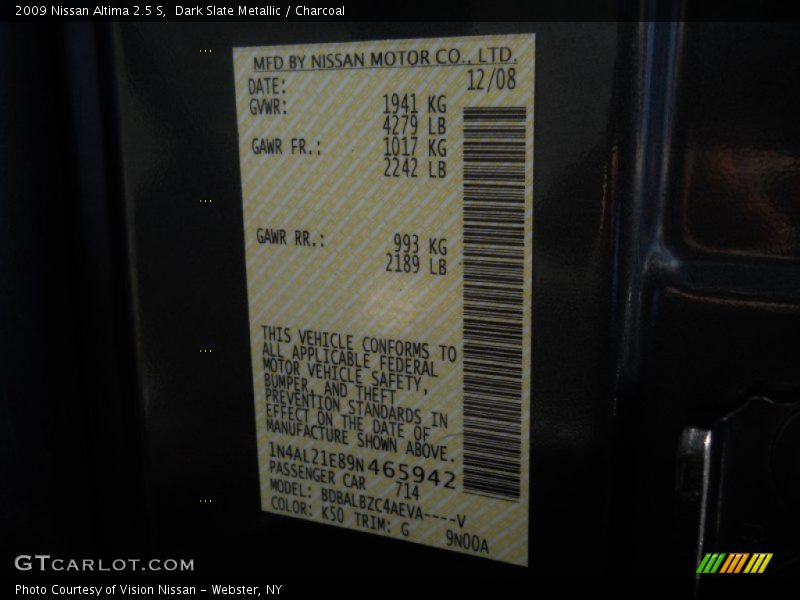 2009 Nissan Altima 2.5 S,  Dark Slate Metallic / Charcoal
MFD BY NISSAN MOTOR CO., LTD.
DATE: 12/08
GVWR: 1941 KG
4279 LB
GAWR FR.: 1017 KG
2242 LB
GAWR RR.: 993 KG
2189 LB
THIS VEHICLE CONFORMS TO
ALL APPLICABLE FEDERAL
MOTOR VEHICLE SAFETY,
BUMPER, AND THEFT
PREVENTION STANDARDS IN
EFFECT ON THE DATE OF
MANUFACTURE SHOWN ABOVE.
1N4AL21E89N465942
PASSENGER CAR 714
MODEL: BDBALBZC4AEVA----V
COLOR: K50 TRIM: G 9N00A
GTCARLOT.COM
Photo Courtesy of Vision Nissan - Webster, NY